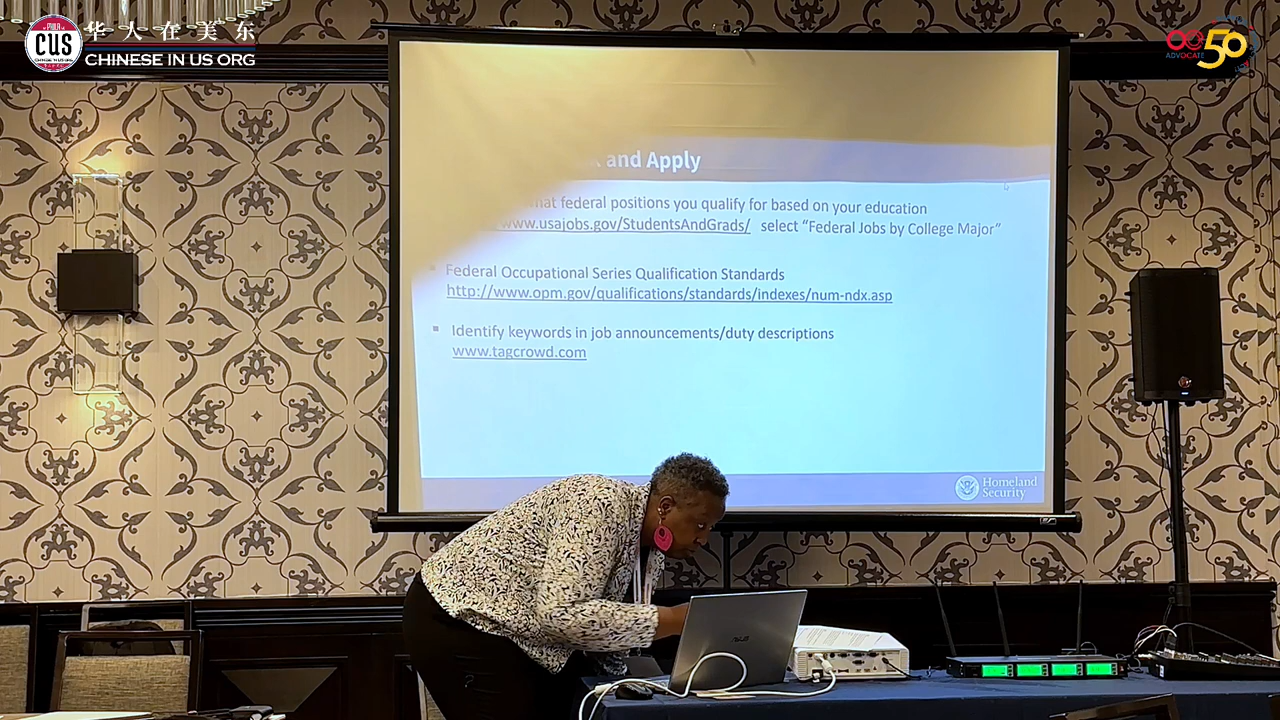 华人在美东
CUS
CHINESE IN US ORG
50
ADVOCATE
and Apply
federal positions you qualify for based on your education
www.usajobs.gov/StudentsAndGrads/ select “Federal Jobs by College Major”
Federal Occupational Series Qualification Standards
http://www.opm.gov/qualifications/standards/indexes/num-ndx.asp
Identify keywords in job announcements/duty descriptions
www.tagcrowd.com
Homeland
Security
ASUS